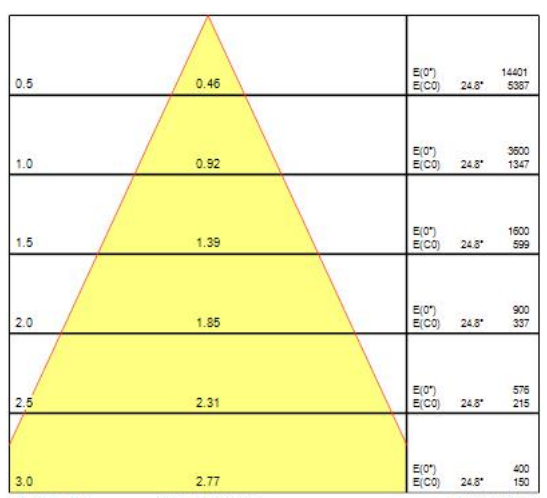 E(0°) 14401
0.5 0.46 E(C0) 24.8° 5387
E(0°) 3600
1.0 0.92 E(C0) 24.8° 1347
E(0°) 1600
1.5 1.39 E(C0) 24.8° 599
E(0°) 900
2.0 1.85 E(C0) 24.8° 337
E(0°) 576
2.5 2.31 E(C0) 24.8° 215
E(0°) 400
3.0 2.77 E(C0) 24.8° 150